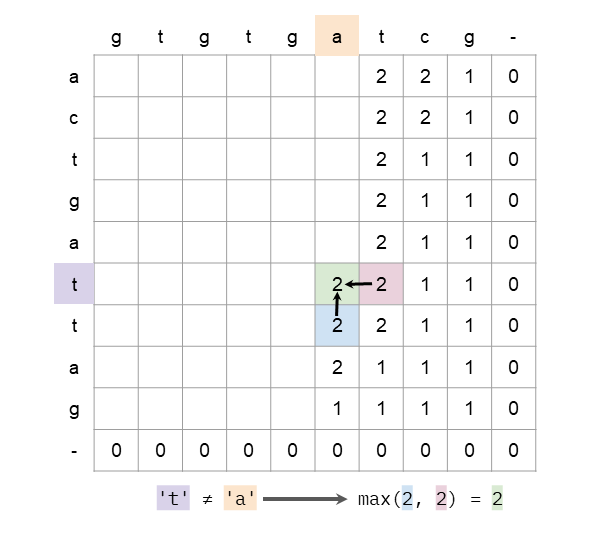 g t g t g a t c g -
a 2 2 1 0
c 2 2 1 0
t 2 1 1 0
g 2 1 1 0
a 2 1 1 0
t 2 2 1 1 0
t 2 2 1 1 0
a 2 1 1 1 0
g 1 1 1 1 0
- 0 0 0 0 0 0 0 0 0 0
't' ≠ 'a' max(2, 2) = 2